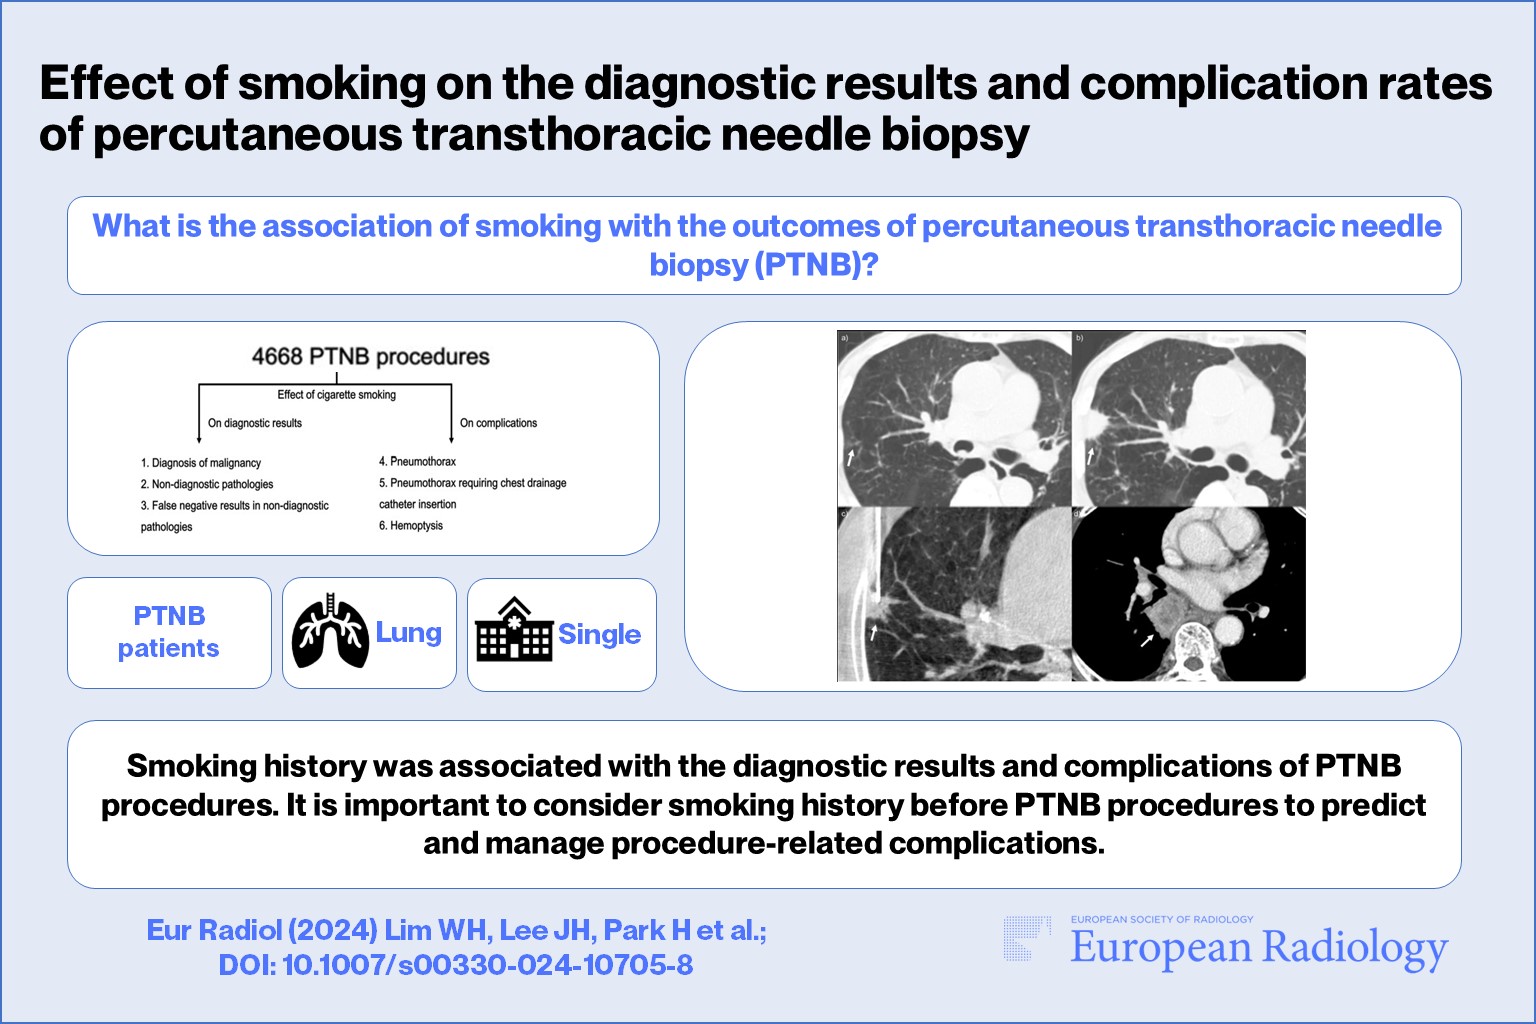 Effect of smoking on the diagnostic results and complication rates
of percutaneous transthoracic needle biopsy
What is the association of smoking with the outcomes of percutaneous transthoracic needle
biopsy (PTNB)?
4668 PTNB procedures
Effect of cigarette smoking
On diagnostic results
On complications
1. Diagnosis of malignancy
2. Non-diagnostic pathologies
3. False negative results in non-diagnostic
pathologies
4. Pneumothorax
5. Pneumothorax requiring chest drainage
catheter insertion
6. Hemoptysis
a)
b)
c)
d)
PTNB
patients
Lung
Single
Smoking history was associated with the diagnostic results and complications of PTNB
procedures. It is important to consider smoking history before PTNB procedures to predict
and manage procedure-related complications.
Eur Radiol (2024) Lim WH, Lee JH, Park H et al.;
DOI: 10.1007/s00330-024-10705-8
EUROPEAN SOCIETY OF RADIOLOGY
European Radiology